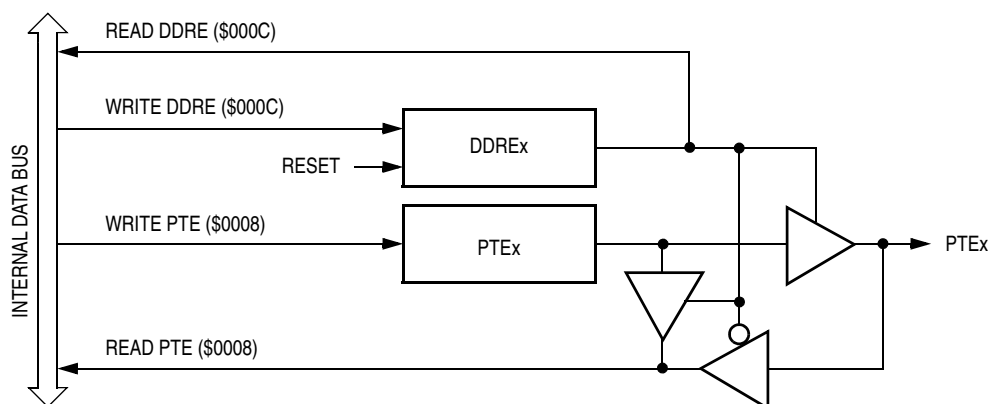 READ DDRE ($000C)
WRITE DDRE ($000C)
DDREx
RESET
INTERNAL DATA BUS
WRITE PTE ($0008)
PTEx
PTEx
READ PTE ($0008)